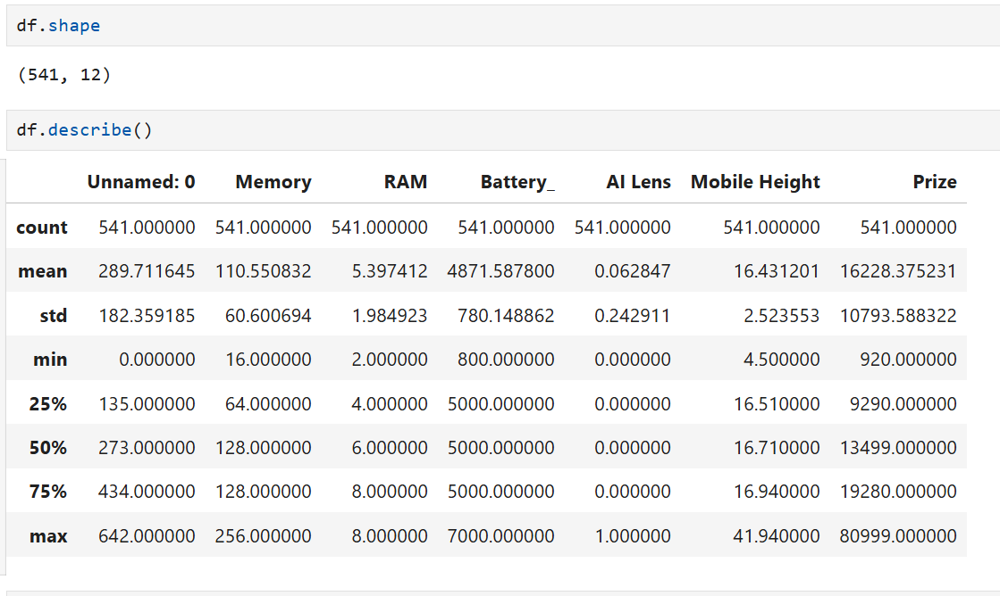 df.shape
(541, 12)
df.describe()
Unnamed: 0 Memory RAM Battery_ AI Lens Mobile Height Prize
count 541.000000 541.000000 541.000000 541.000000 541.000000 541.000000 541.000000
mean 289.711645 110.550832 5.397412 4871.587800 0.062847 16.431201 16228.375231
std 182.359185 60.600694 1.984923 780.148862 0.242911 2.523553 10793.588322
min 0.000000 16.000000 2.000000 800.000000 0.000000 4.500000 920.000000
25% 135.000000 64.000000 4.000000 5000.000000 0.000000 16.510000 9290.000000
50% 273.000000 128.000000 6.000000 5000.000000 0.000000 16.710000 13499.000000
75% 434.000000 128.000000 8.000000 5000.000000 0.000000 16.940000 19280.000000
max 642.000000 256.000000 8.000000 7000.000000 1.000000 41.940000 80999.000000